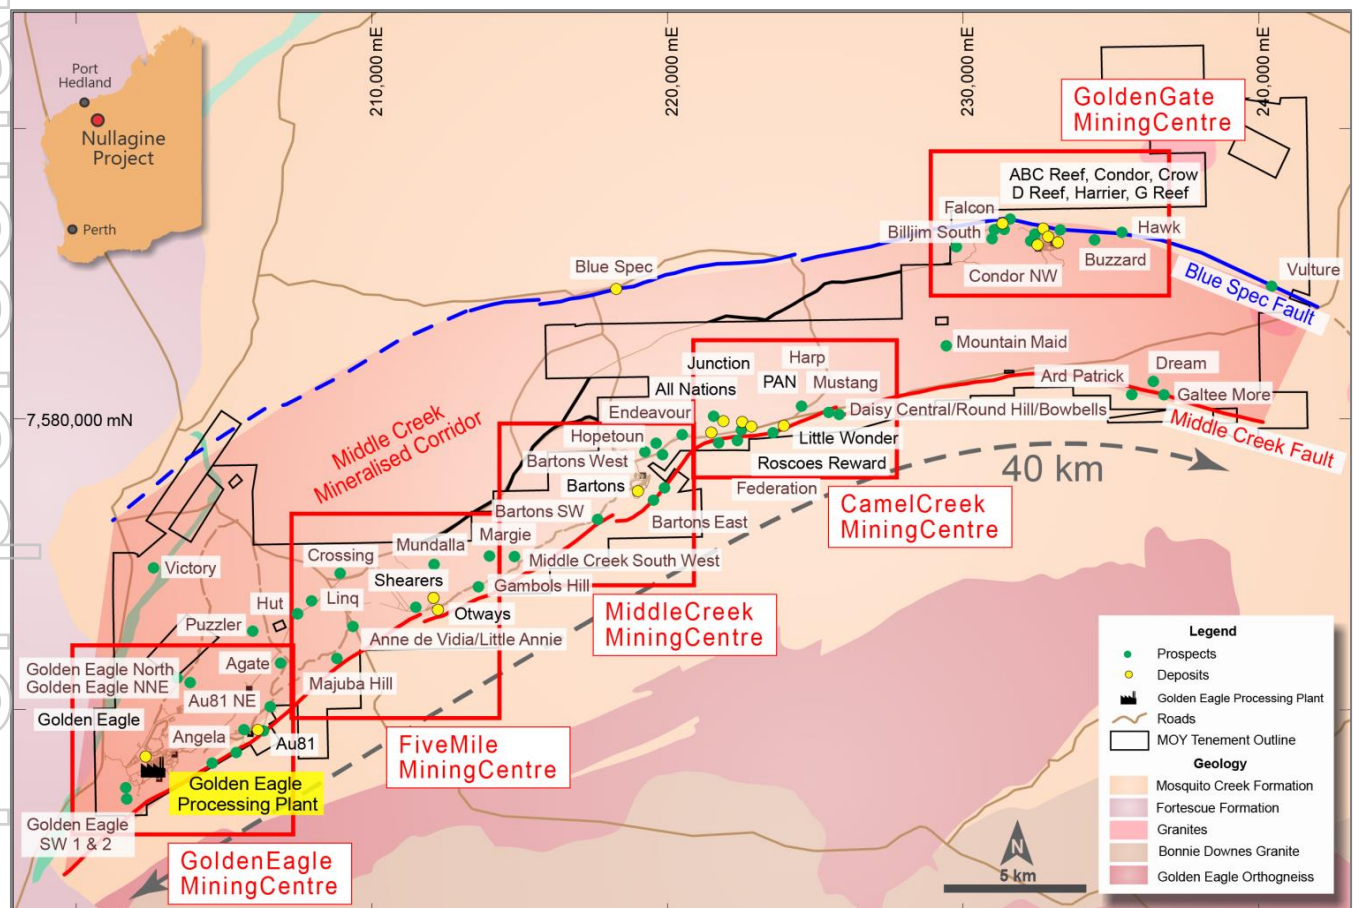 210,000 mE
220,000 mE
230,000 mE
240,000 mE
Port
Hedland
Nullagine
Project
Perth
GoldenGate
MiningCentre
ABC Reef, Condor, Crow
D Reef, Harrier, G Reef
Falcon
Billjim South
Hawk
Buzzard
Condor NW
Blue Spec
Vulture
Blue Spec Fault
Mountain Maid
Junction
Harp
All Nations
PAN
Mustang
Ard Patrick
Dream
Galtee More
Endeavour
Daisy Central/Round Hill/Bowbells
7,580,000 mN
Middle Creek
Mineralised Corridor
Hopetoun
Little Wonder
Middle Creek Fault
Bartons West
Roscoes Reward
40 km
Bartons
Federation
CamelCreek
MiningCentre
Bartons SW
Bartons East
Margie
Mundalla
Crossing
Middle Creek South West
Victory
Shearers
Gambols Hill
Hut
Linq
Otways
MiddleCreek
MiningCentre
Puzzler
Anne de Vidia/Little Annie
Golden Eagle North
Golden Eagle NNE
Agate
Majuba Hill
Au81 NE
Golden Eagle
Angela
Au81
FiveMile
MiningCentre
Golden Eagle
Processing Plant
Golden Eagle
SW 1 & 2
GoldenEagle
MiningCentre
N
5 km
Legend
Prospects
Deposits
Golden Eagle Processing Plant
Roads
MOY Tenement Outline
Geology
Mosquito Creek Formation
Fortescue Formation
Granites
Bonnie Downes Granite
Golden Eagle Orthogneiss